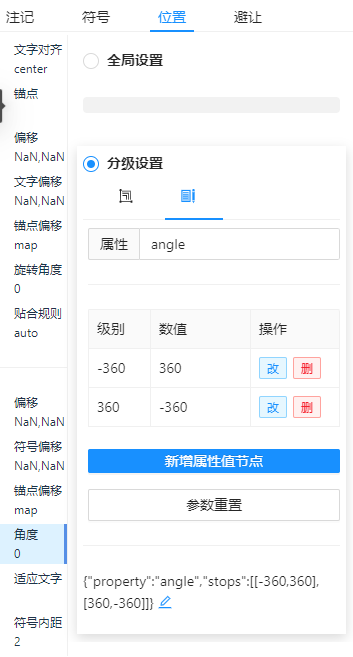 注记 符号 位置 避让
文字对齐
center
锚点
偏移
NaN,NaN
文字偏移
NaN,NaN
锚点偏移
map
旋转角度
0
贴合规则
auto
偏移
NaN,NaN
符号偏移
NaN,NaN
锚点偏移
map
角度
0
适应文字
符号内距
2
全局设置
分级设置
属性 angle
级别 数值 操作
-360 360 改 删
360 -360 改 删
新增属性值节点
参数重置
{"property":"angle","stops":[[-360,360],
[360,-360]]}